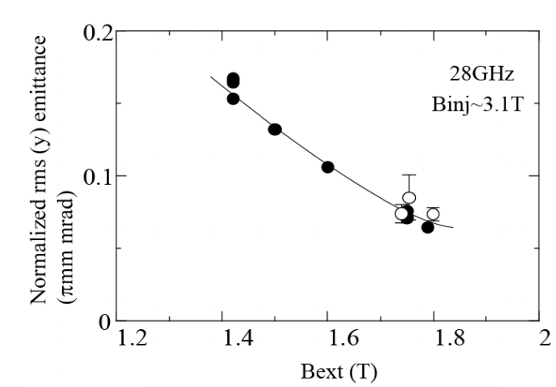 Normalized rms (y) emittance
(πmm mrad)
0.2
0.1
0
28GHz
Binj~3.1T
1.2 1.4 1.6 1.8 2
Bext (T)